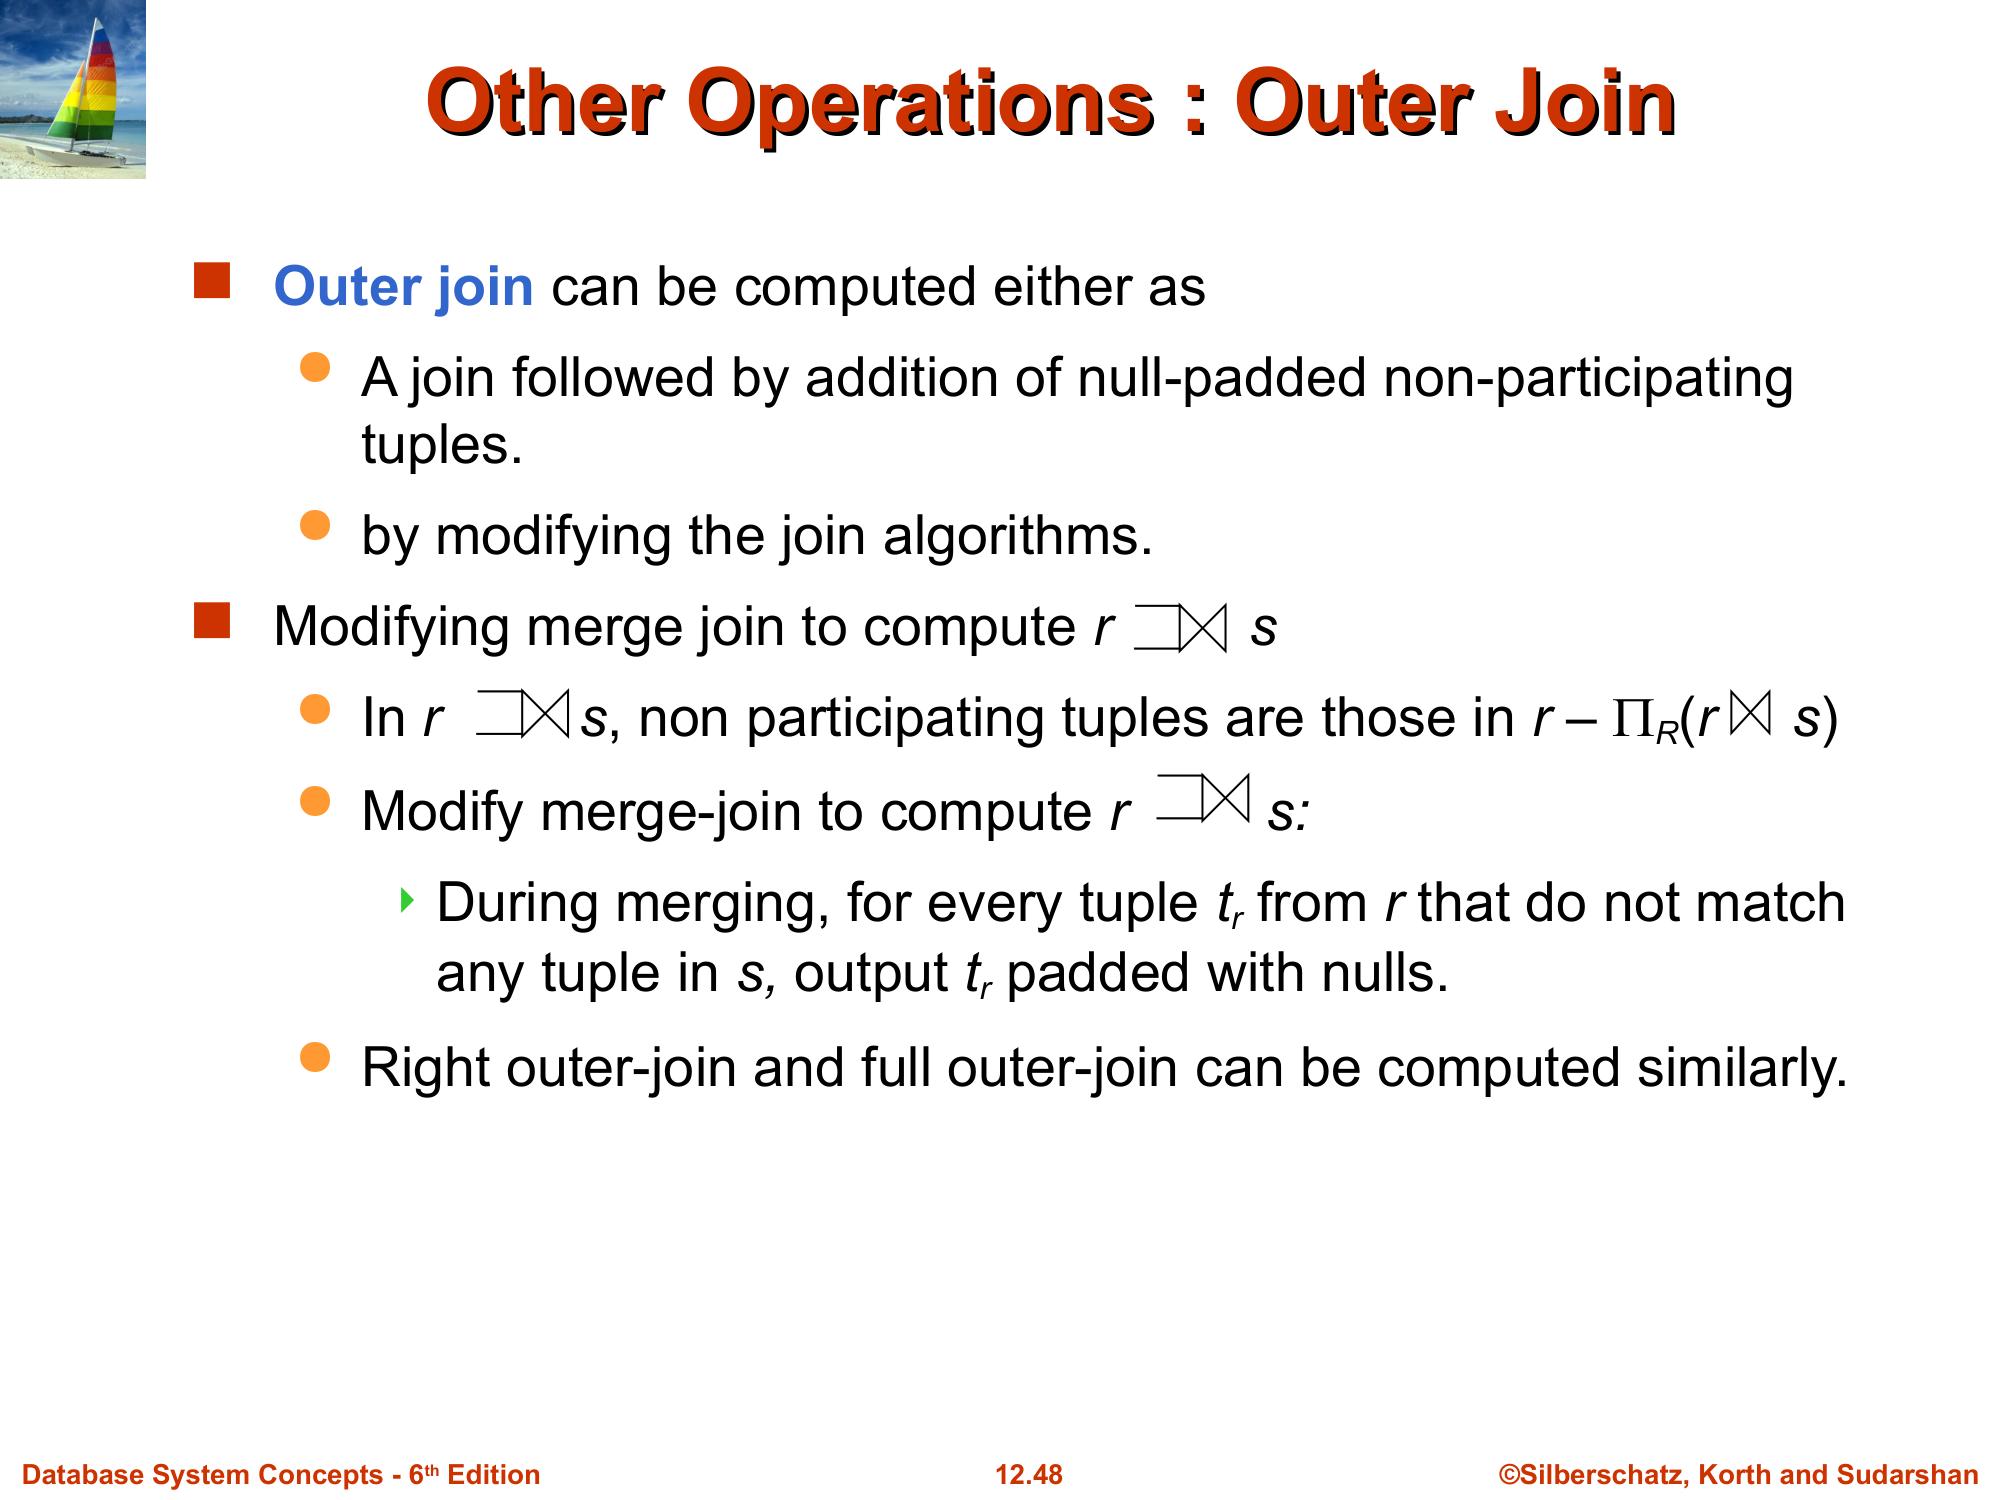 Other Operations : Outer Join
Outer join can be computed either as
A join followed by addition of null-padded non-participating
tuples.
by modifying the join algorithms.
Modifying merge join to compute r ⟕ s
In r ⟕ s, non participating tuples are those in r – ΠR(r ⋈ s)
Modify merge-join to compute r ⟕ s:
During merging, for every tuple tr from r that do not match
any tuple in s, output tr padded with nulls.
Right outer-join and full outer-join can be computed similarly.
Database System Concepts - 6th Edition
12.48
©Silberschatz, Korth and Sudarshan